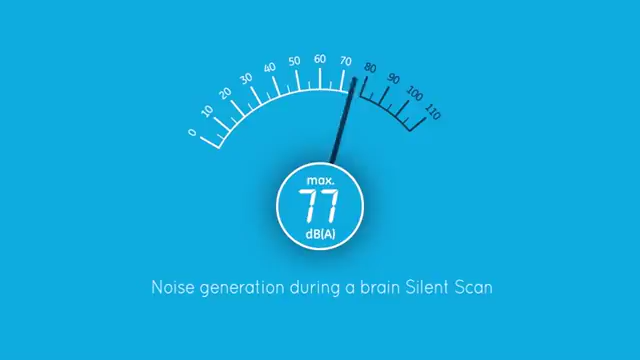 0 10 20 30 40 50 60 70 80 90 100 110
max.
77
dB(A)
Noise generation during a brain Silent Scan